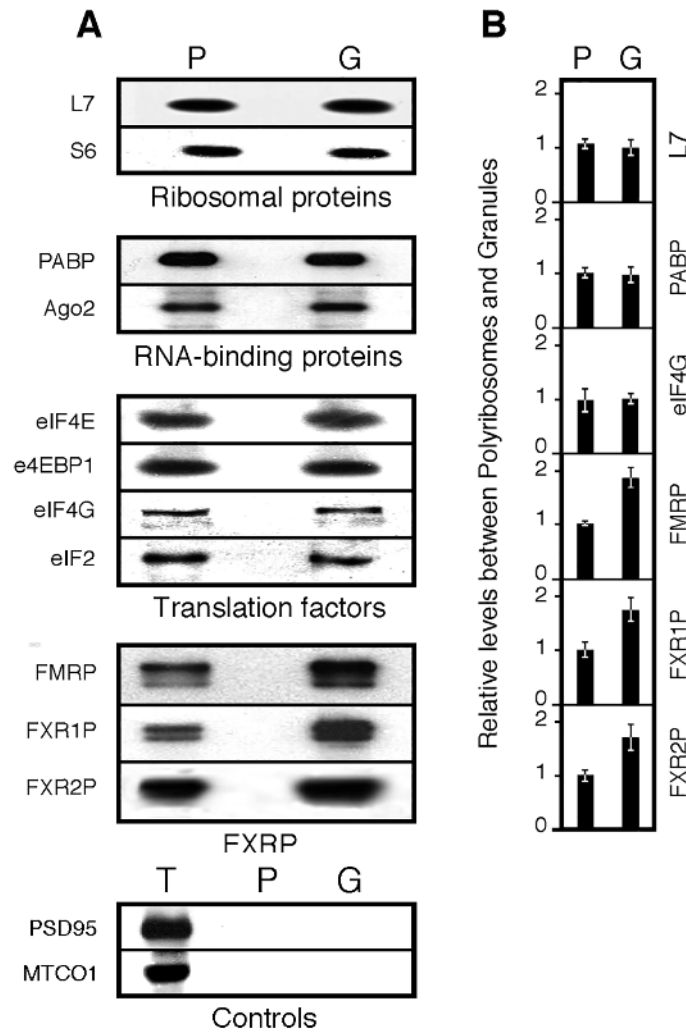 A
P G
L7
S6
Ribosomal proteins
PABP
Ago2
RNA-binding proteins
eIF4E
e4EBP1
eIF4G
eIF2
Translation factors
FMRP
FXR1P
FXR2P
FXRP
T P G
PSD95
MTCO1
Controls
B
P G
Relative levels between Polyribosomes and Granules
2
1
0
L7
2
1
0
PABP
2
1
0
eIF4G
2
1
0
FMRP
2
1
0
FXR1P
2
1
0
FXR2P